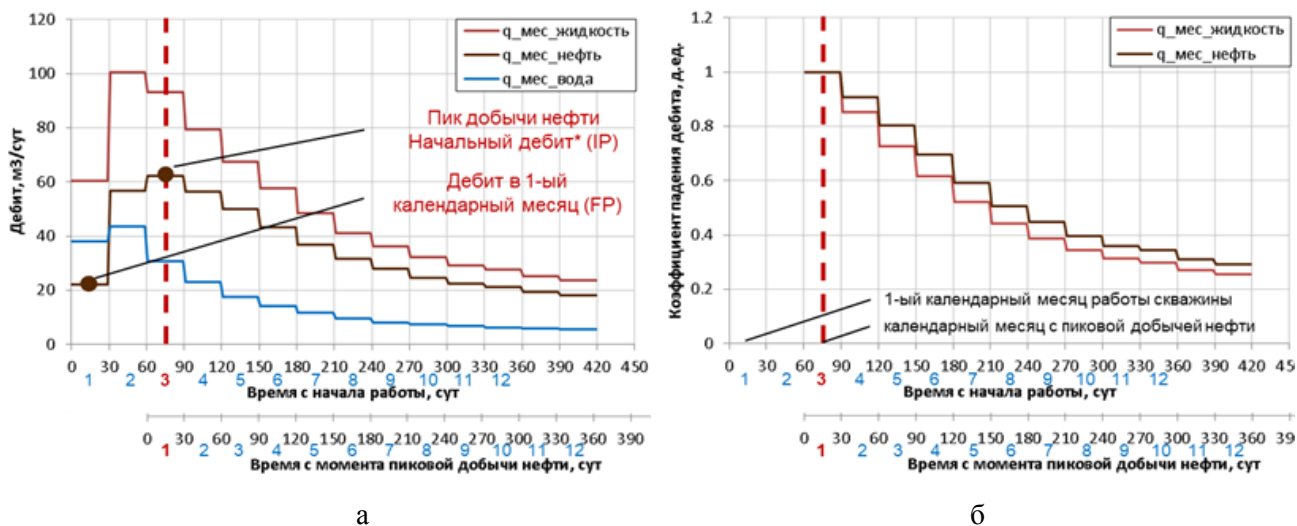 120
100
80
60
40
20
0
Дебит, м3/сут
q_мес_жидкость
q_мес_нефть
q_мес_вода
Пик добычи нефти
Начальный дебит* (IP)
Дебит в 1-ый
календарный месяц (FP)
0 30 60 90 120 150 180 210 240 270 300 330 360 390 420 450
1 2 3 4 5 6 7 8 9 10 11 12
Время с начала работы, сут
0 30 60 90 120 150 180 210 240 270 300 330 360 390
1 2 3 4 5 6 7 8 9 10 11 12
Время с момента пиковой добычи нефти, сут
а
1.2
1
0.8
0.6
0.4
0.2
0
Коэффициент падения дебита, д.ед.
q_мес_жидкость
q_мес_нефть
1-ый календарный месяц работы скважины
календарный месяц с пиковой добычей нефти
0 30 60 90 120 150 180 210 240 270 300 330 360 390 420 450
1 2 3 4 5 6 7 8 9 10 11 12
Время с начала работы, сут
0 30 60 90 120 150 180 210 240 270 300 330 360 390
1 2 3 4 5 6 7 8 9 10 11 12
Время с момента пиковой добычи нефти, сут
б